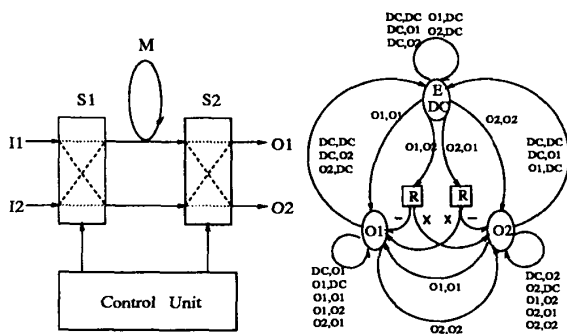 M
S1
S2
I1
O1
I2
O2
Control Unit
DC,DC O1,DC
DC,O1 O2,DC
DC,O2
E
DC
O1,O1
O1,O2
O2,O1
O2,O2
DC,DC
DC,O2
O2,DC
DC,DC
DC,O1
O1,DC
R
R
-
X
X
-
O1
O2
DC,O1
O1,DC
O1,O1
O1,O2
O2,O1
O1,O1
O2,O2
DC,O2
O2,DC
O1,O2
O2,O1
O2,O2